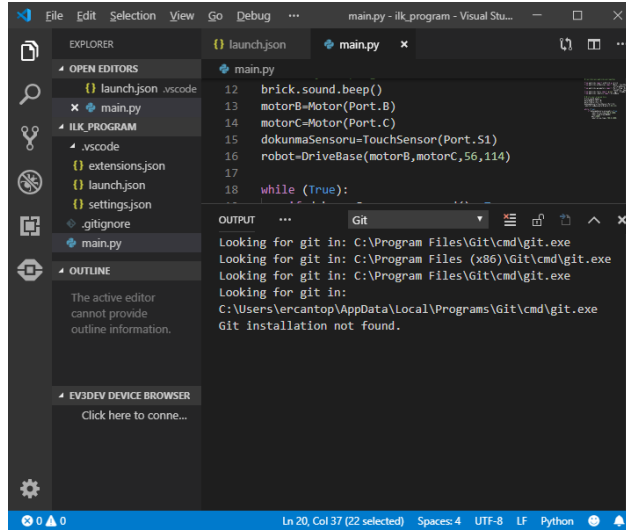 File Edit Selection View Go Debug ··· main.py - ilk_program - Visual Stu...
EXPLORER
OPEN EDITORS
{} launch.json .vscode
main.py
ILK_PROGRAM
.vscode
{} extensions.json
{} launch.json
{} settings.json
.gitignore
main.py
OUTLINE
The active editor
cannot provide
outline information.
EV3DEV DEVICE BROWSER
Click here to conne...
{} launch.json main.py
main.py
12 brick.sound.beep()
13 motorB=Motor(Port.B)
14 motorC=Motor(Port.C)
15 dokunmaSensoru=TouchSensor(Port.S1)
16 robot=DriveBase(motorB,motorC,56,114)
17
18 while (True):
OUTPUT ··· Git
Looking for git in: C:\Program Files\Git\cmd\git.exe
Looking for git in: C:\Program Files (x86)\Git\cmd\git.exe
Looking for git in: C:\Program Files\Git\cmd\git.exe
Looking for git in:
C:\Users\ercantop\AppData\Local\Programs\Git\cmd\git.exe
Git installation not found.
0 0 Ln 20, Col 37 (22 selected) Spaces: 4 UTF-8 LF Python